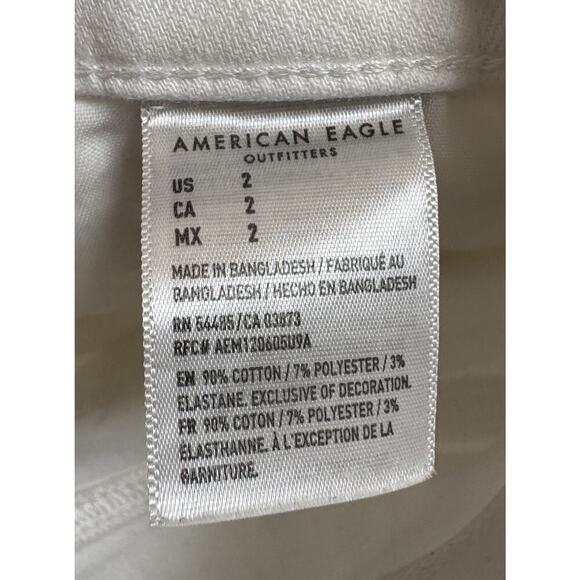 AMERICAN EAGLE
OUTFITTERS
US 2
CA 2
MX 2
MADE IN BANGLADESH / FABRIQUÉ AU
BANGLADESH / HECHO EN BANGLADESH
RN 54485/CA 03873
RFC# AEM120605U9A
EN 90% COTTON / 7% POLYESTER / 3%
ELASTANE. EXCLUSIVE OF DECORATION.
FR 90% COTON / 7% POLYESTER / 3%
ÉLASTHANNE. À L'EXCEPTION DE LA
GARNITURE.